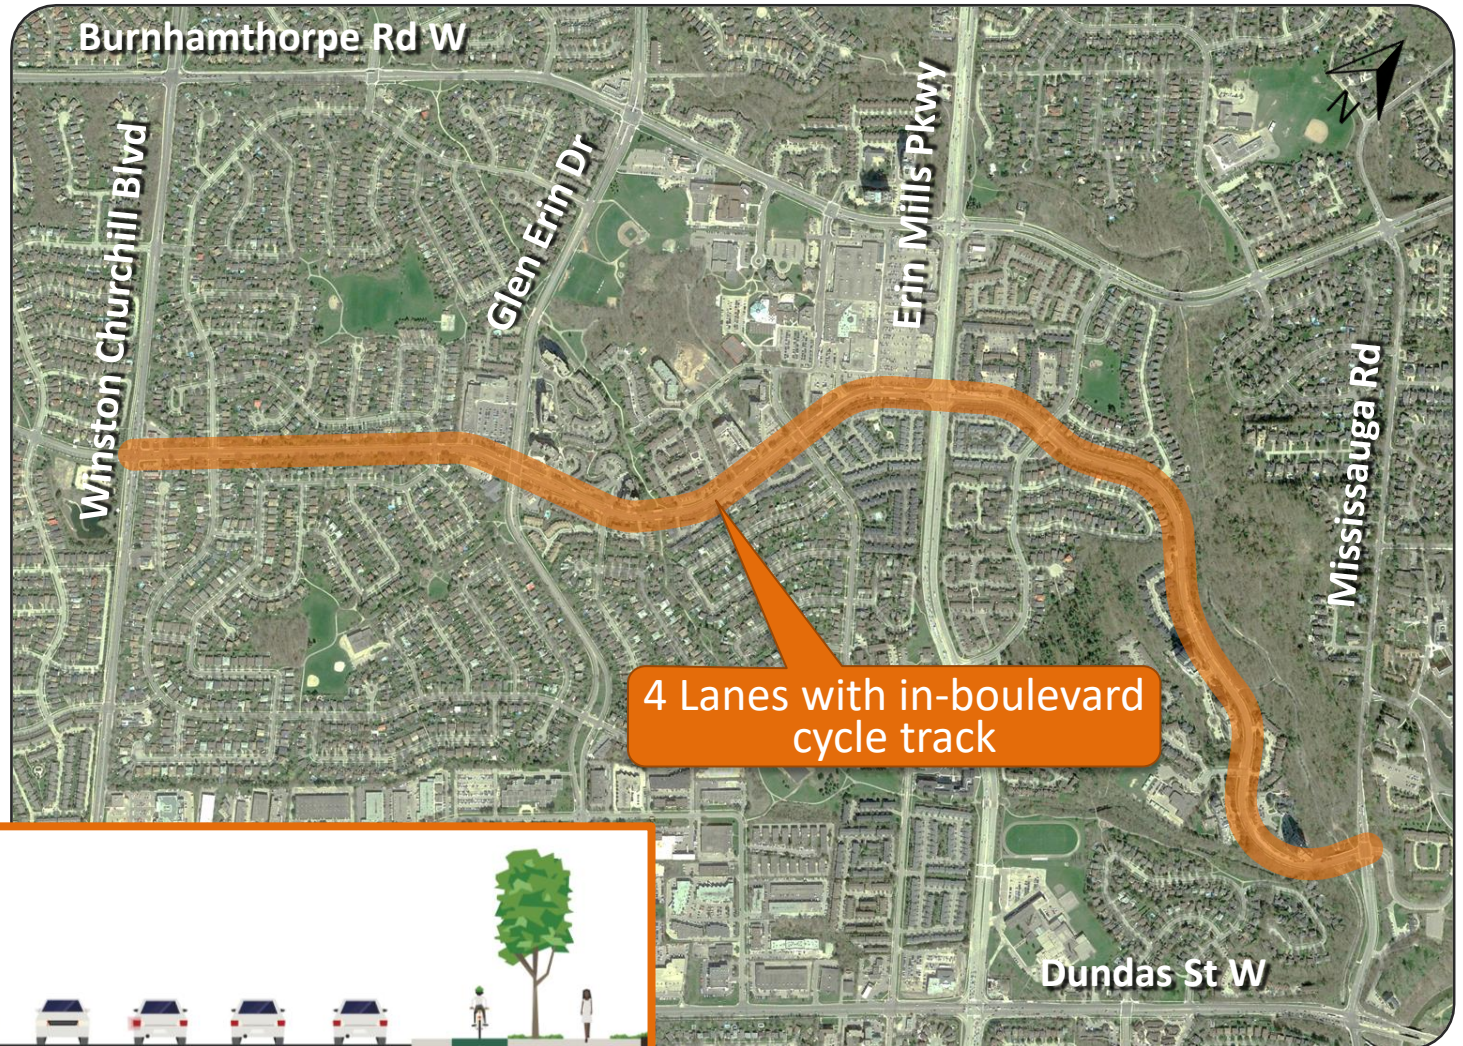 Burnhamthorpe Rd W
Winston Churchill Blvd
Glen Erin Dr
Erin Mills Pkwy
N
Mississauga Rd
4 Lanes with in-boulevard
cycle track
Dundas St W